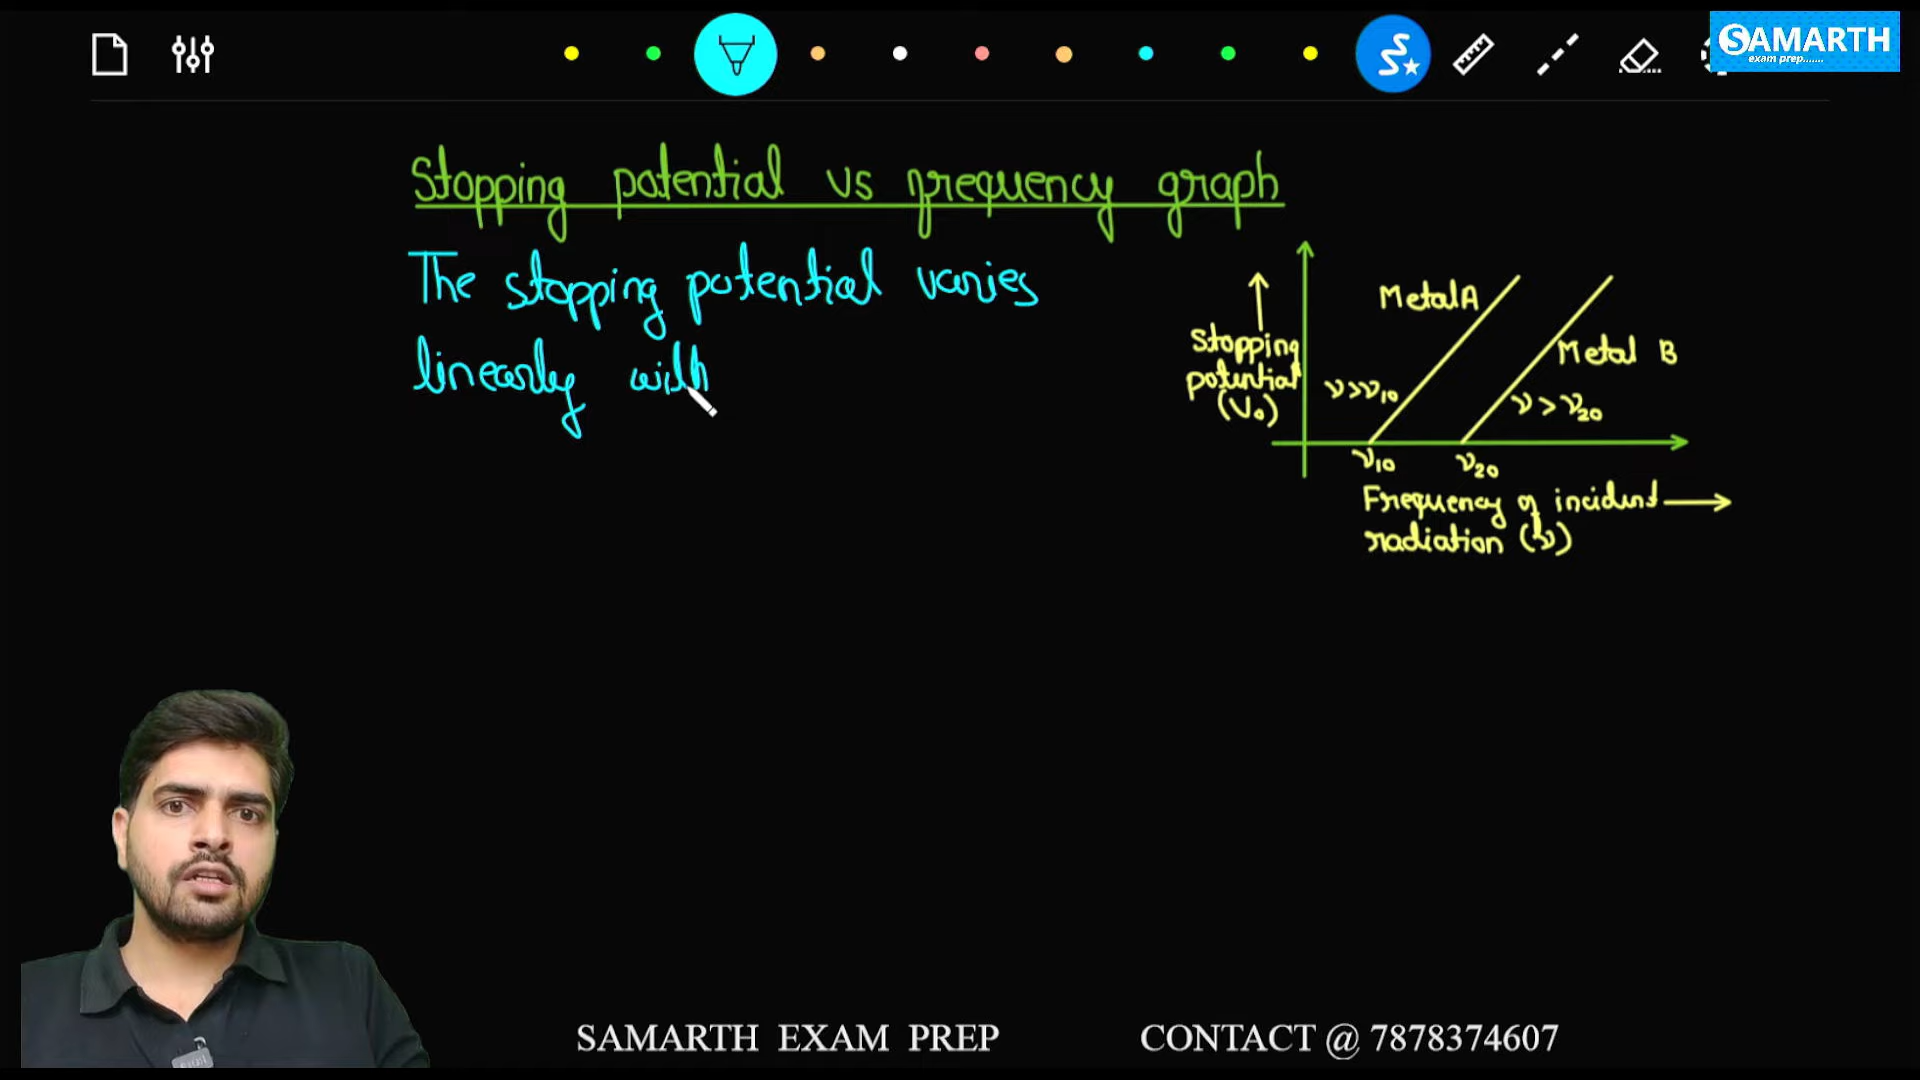 SAMARTH
exam prep.......
Stopping potential vs frequency graph
The stopping potential varies
linearly with
Stopping
potential
(V₀)
Metal A
Metal B
ν>ν₁₀
ν > ν₂₀
ν₁₀
ν₂₀
Frequency of incident
radiation (ν)
SAMARTH EXAM PREP
CONTACT @ 7878374607